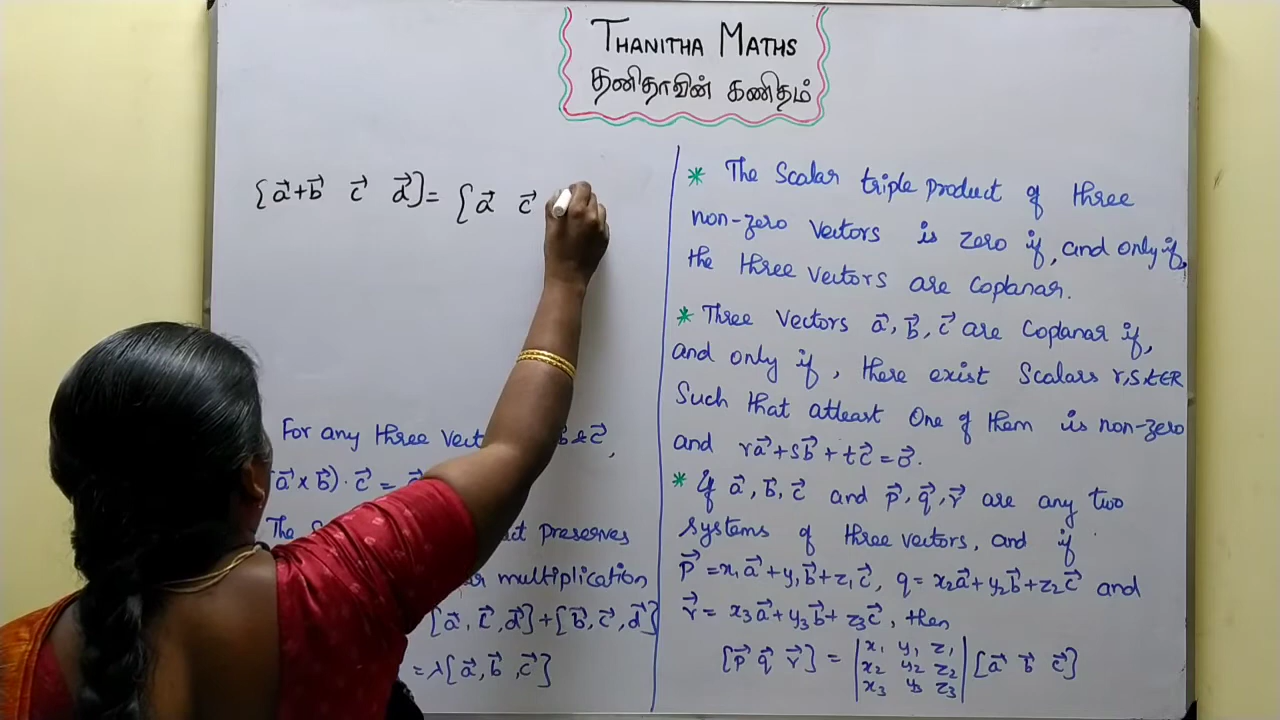 THANITHA MATHS
தனிதாவின் கணிதம்
[a⃗+b⃗ c⃗ d⃗] = [a⃗ c⃗
For any three
b⃗ & c⃗,
a⃗ × b⃗) · c⃗ =
The
preserves
multiplication
[a⃗, c⃗, d⃗] + [b⃗, c⃗, d⃗]
= λ[a⃗, b⃗, c⃗]
* The Scalar triple product of three
non-zero vectors is zero if, and only if,
the three vectors are coplanar.
* Three vectors a⃗, b⃗, c⃗ are coplanar if,
and only if, there exist scalars r,s,t∈R
Such that atleast One of them is non-zero
and ra⃗ + sb⃗ + tc⃗ = 0⃗.
* If a⃗, b⃗, c⃗ and p⃗, q⃗, r⃗ are any two
systems of three vectors, and if
p⃗ = x₁a⃗ + y₁b⃗ + z₁c⃗, q = x₂a⃗ + y₂b⃗ + z₂c⃗ and
r⃗ = x₃a⃗ + y₃b⃗ + z₃c⃗, then
[p⃗ q⃗ r⃗] = | x₁ y₁ z₁
x₂ y₂ z₂
x₃ y₃ z₃ | [a⃗ b⃗ c⃗]